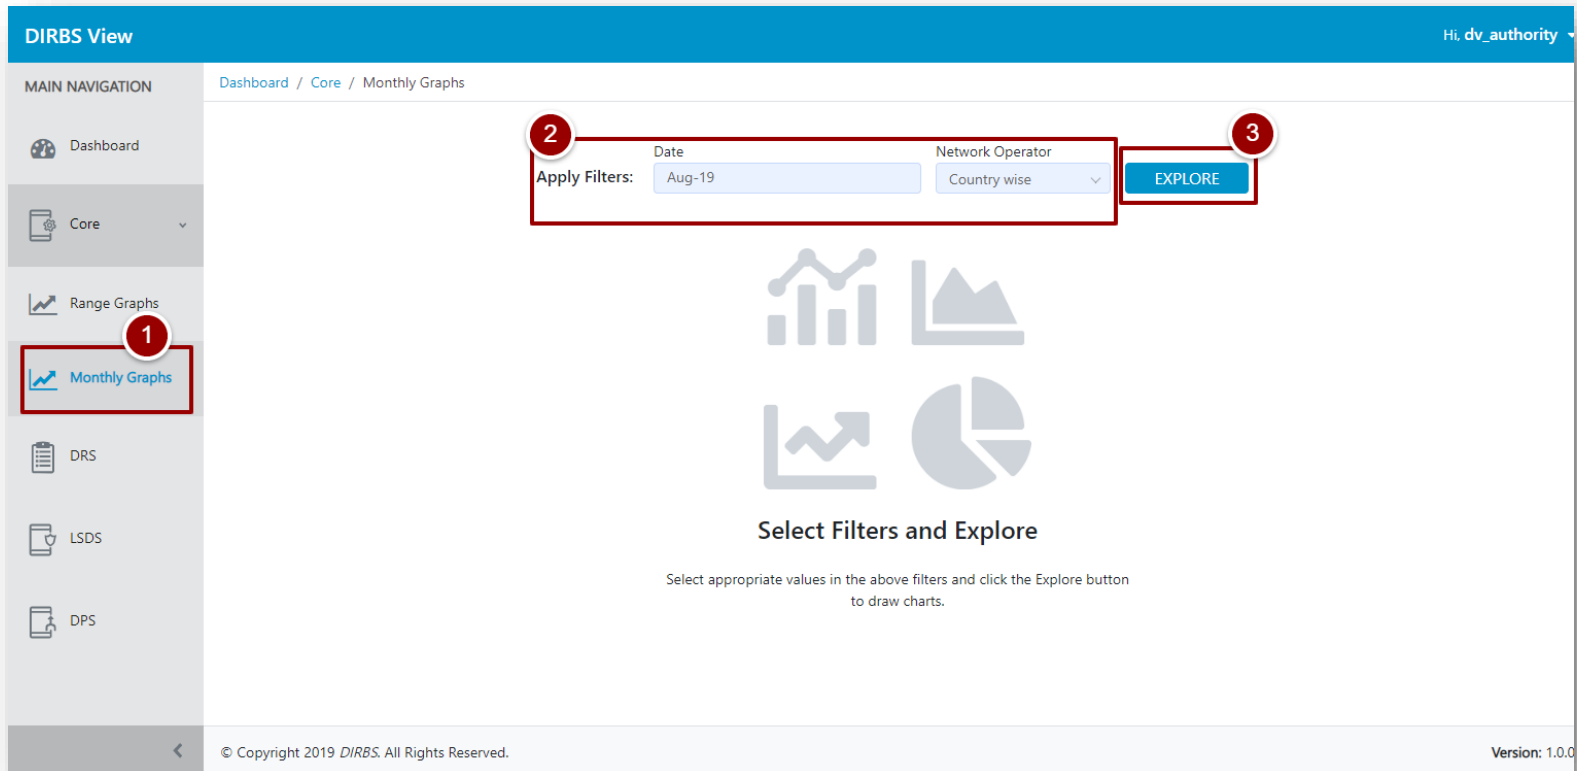 DIRBS View
Hi, dv_authority
MAIN NAVIGATION
Dashboard / Core / Monthly Graphs
Dashboard
Core
Range Graphs
1
Monthly Graphs
DRS
LSDS
DPS
2
3
Date
Network Operator
Apply Filters:
Aug-19
Country wise
EXPLORE
Select Filters and Explore
Select appropriate values in the above filters and click the Explore button
to draw charts.
© Copyright 2019 DIRBS. All Rights Reserved.
Version: 1.0.0